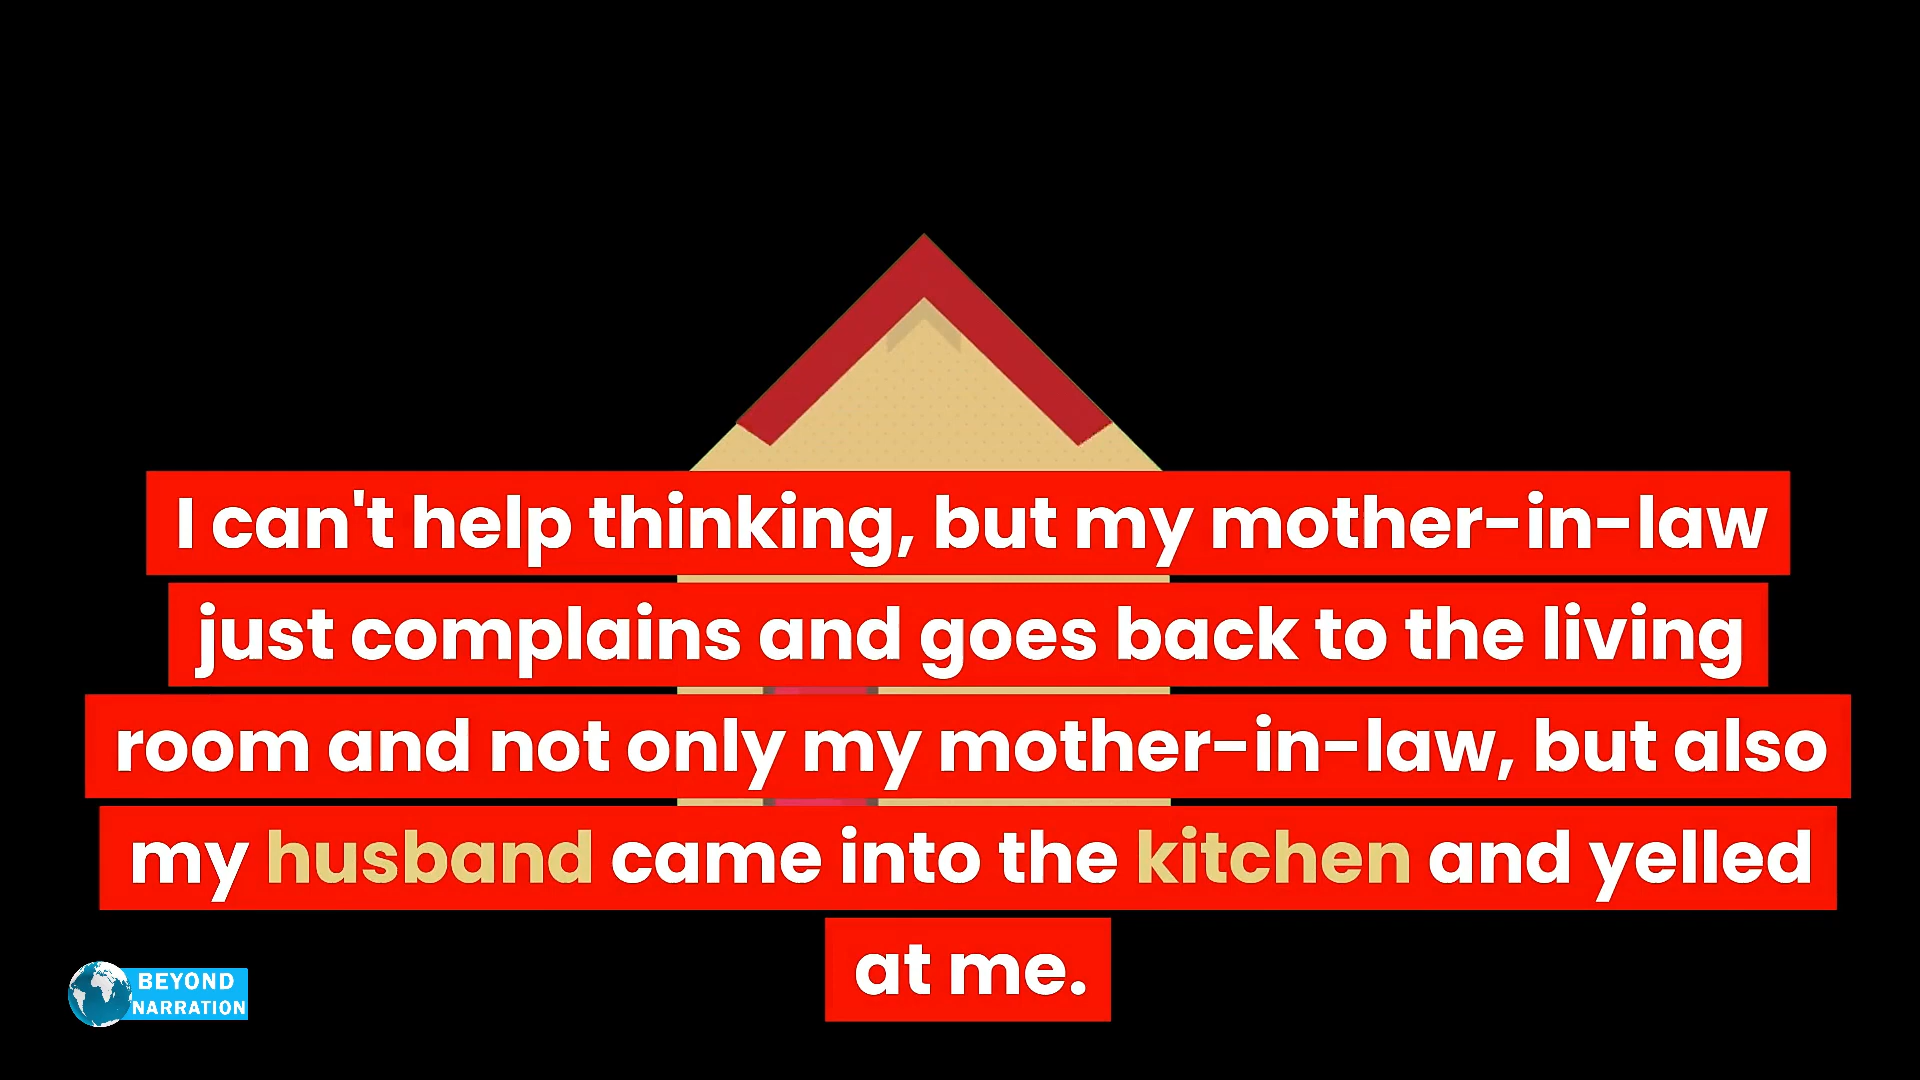 I can't help thinking, but my mother-in-law
just complains and goes back to the living
room and not only my mother-in-law, but also
my husband came into the kitchen and yelled
at me.
BEYOND
NARRATION